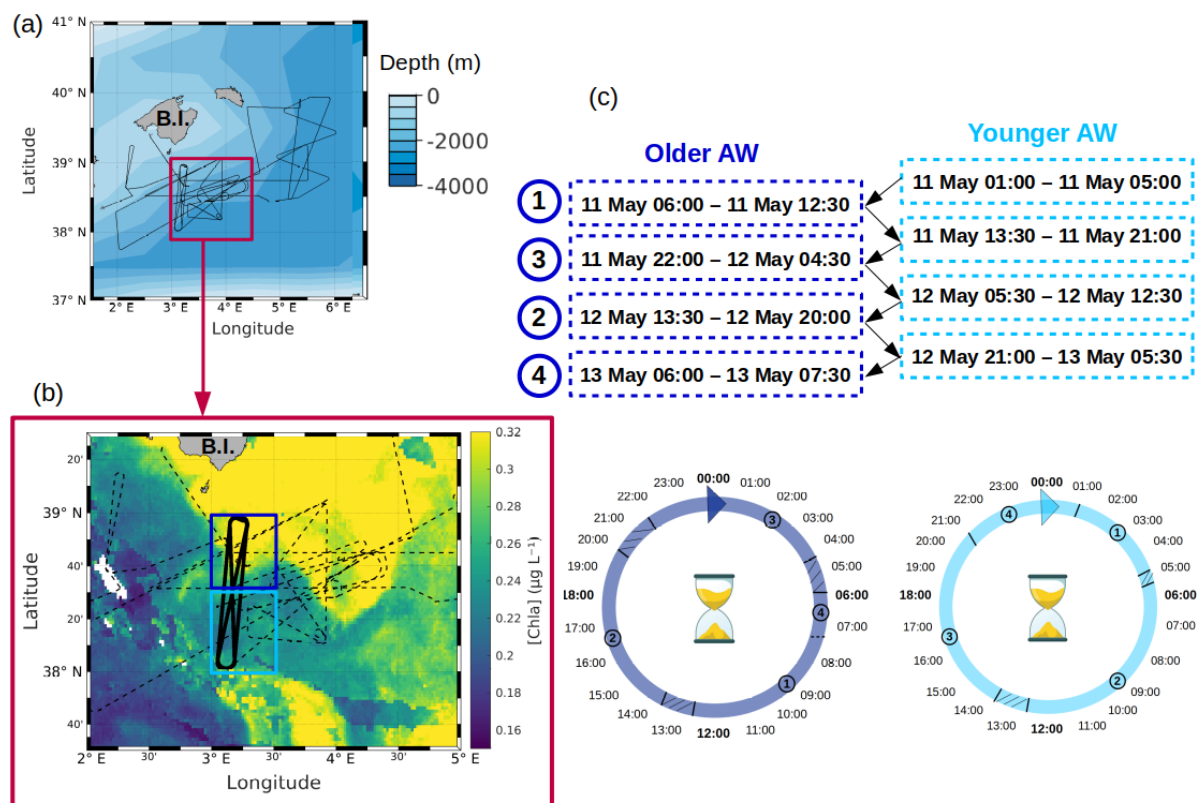 (a)
41° N
40° N
39° N
38° N
37° N
Latitude
2° E 3° E 4° E 5° E 6° E
Longitude
B.I.
Depth (m)
0
-2000
-4000
(b)
20'
39° N
40'
20'
38° N
40'
Latitude
2° E 30' 3° E 30' 4° E 30' 5° E
Longitude
B.I.
0.32
0.3
0.28
0.26
0.24
0.22
0.2
0.18
0.16
[Chla] (µg L⁻¹)
(c)
Older AW
Younger AW
11 May 01:00 – 11 May 05:00
1 11 May 06:00 – 11 May 12:30
11 May 13:30 – 11 May 21:00
3 11 May 22:00 – 12 May 04:30
12 May 05:30 – 12 May 12:30
2 12 May 13:30 – 12 May 20:00
12 May 21:00 – 13 May 05:30
4 13 May 06:00 – 13 May 07:30
00:00
01:00
02:00
03:00
04:00
05:00
06:00
07:00
08:00
09:00
10:00
11:00
12:00
13:00
14:00
15:00
16:00
17:00
18:00
19:00
20:00
21:00
22:00
23:00
3
4
1
2
00:00
01:00
02:00
03:00
04:00
05:00
06:00
07:00
08:00
09:00
10:00
11:00
12:00
13:00
14:00
15:00
16:00
17:00
18:00
19:00
20:00
21:00
22:00
23:00
1
2
3
4